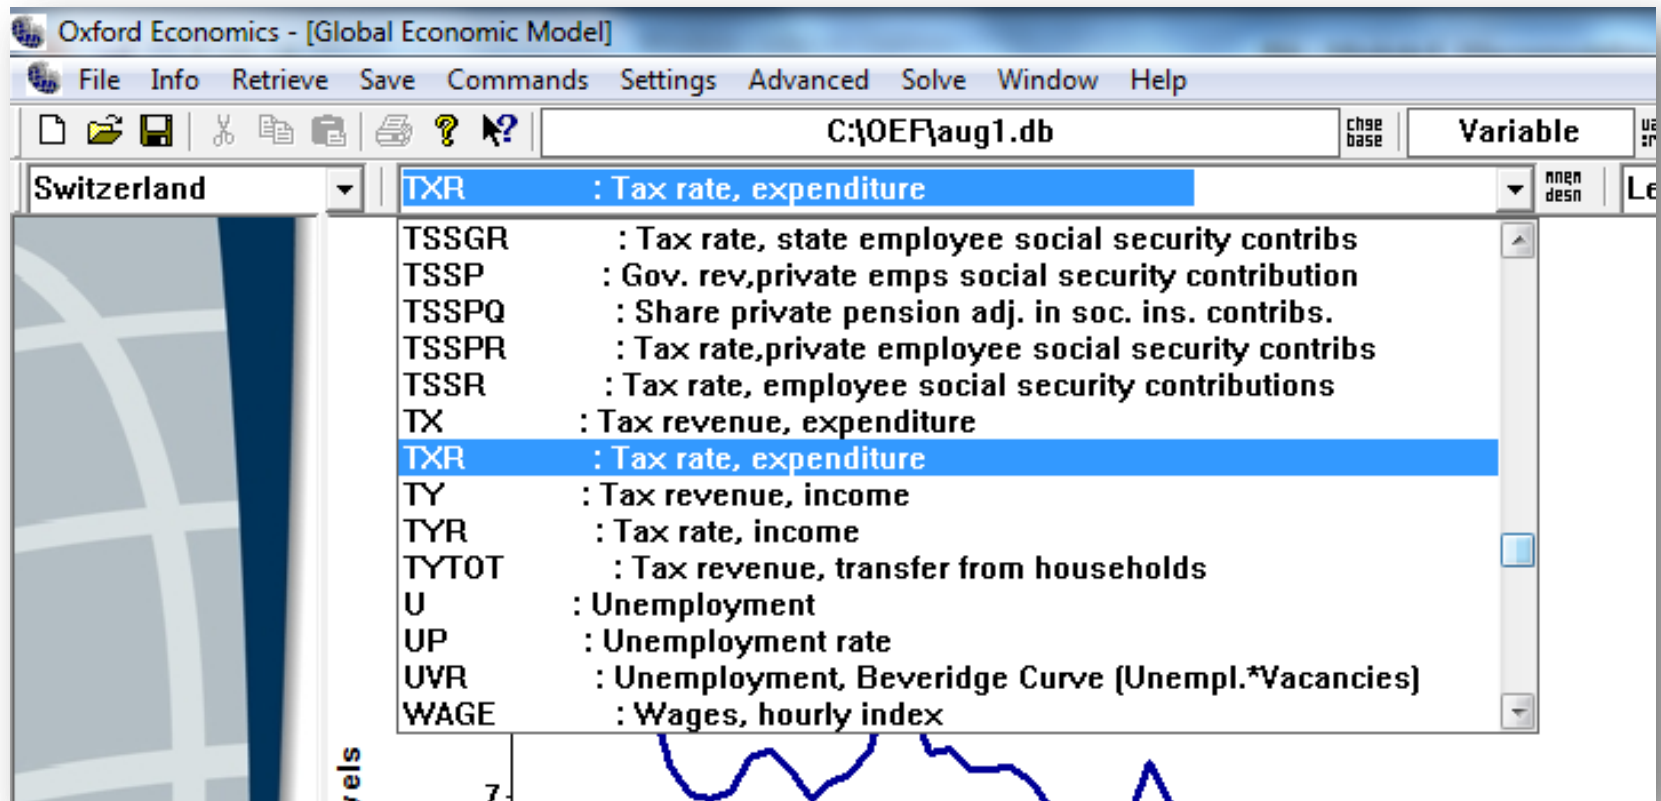 Oxford Economics - [Global Economic Model]
File Info Retrieve Save Commands Settings Advanced Solve Window Help
C:\OEF\aug1.db chge base Variable
Switzerland TXR : Tax rate, expenditure
TSSGR : Tax rate, state employee social security contribs
TSSP : Gov. rev,private emps social security contribution
TSSPQ : Share private pension adj. in soc. ins. contribs.
TSSPR : Tax rate,private employee social security contribs
TSSR : Tax rate, employee social security contributions
TX : Tax revenue, expenditure
TXR : Tax rate, expenditure
TY : Tax revenue, income
TYR : Tax rate, income
TYTOT : Tax revenue, transfer from households
U : Unemployment
UP : Unemployment rate
UVR : Unemployment, Beveridge Curve (Unempl.*Vacancies)
WAGE : Wages, hourly index
7